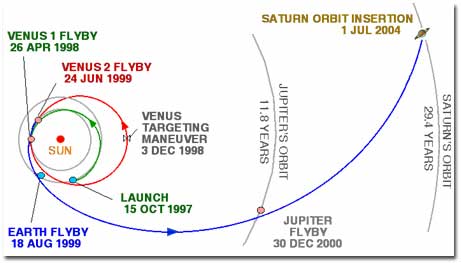 VENUS 1 FLYBY
26 APR 1998
VENUS 2 FLYBY
24 JUN 1999
SATURN ORBIT INSERTION
1 JUL 2004
VENUS
TARGETING
MANEUVER
3 DEC 1998
SUN
JUPITER'S ORBIT
11.8 YEARS
SATURN'S ORBIT
29.4 YEARS
LAUNCH
15 OCT 1997
EARTH FLYBY
18 AUG 1999
JUPITER
FLYBY
30 DEC 2000